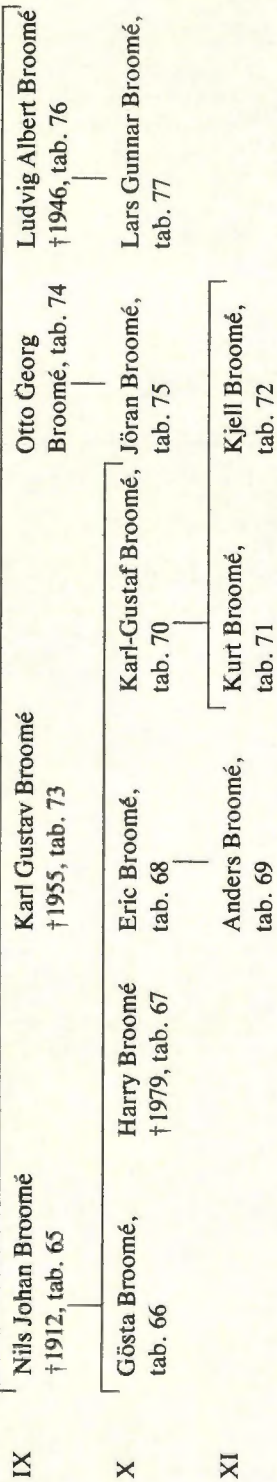 IX
Nils Johan Broomé
†1912, tab. 65
Karl Gustav Broomé
†1955, tab. 73
Otto Georg
Broomé, tab. 74
Ludvig Albert Broomé
†1946, tab. 76
X
Gösta Broomé,
tab. 66
Harry Broomé
†1979, tab. 67
Eric Broomé,
tab. 68
Karl-Gustaf Broomé,
tab. 70
Jöran Broomé,
tab. 75
Lars Gunnar Broomé,
tab. 77
XI
Anders Broomé,
tab. 69
Kurt Broomé,
tab. 71
Kjell Broomé,
tab. 72